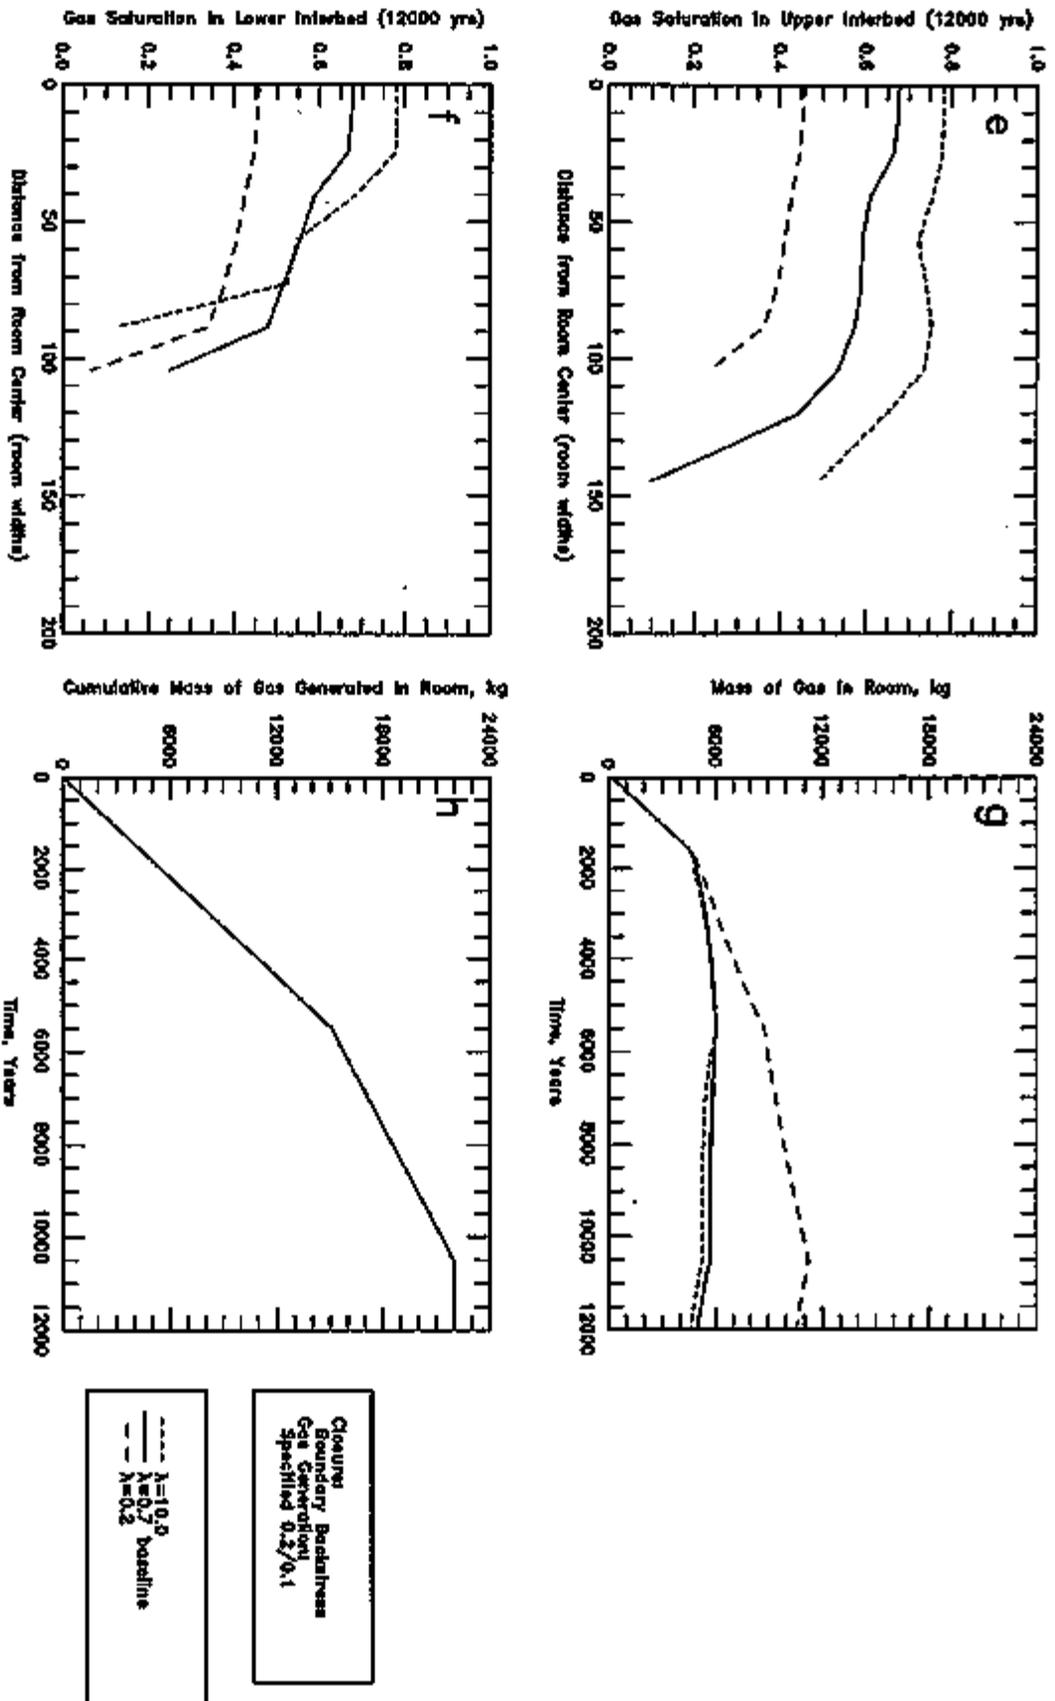 Gas Saturation in Upper Interbed (12000 yrs)
1.0
0.8
0.6
0.4
0.2
0.0
e
0
50
100
150
200
Distance from Room Center (room widths)
Mass of Gas in Room, kg
24000
18000
12000
6000
0
g
0
2000
4000
6000
8000
10000
12000
Time, Years
Gas Saturation in Lower Interbed (12000 yrs)
1.0
0.8
0.6
0.4
0.2
0.0
f
0
50
100
150
200
Distance from Room Center (room widths)
Cumulative Mass of Gas Generated in Room, kg
24000
18000
12000
6000
0
h
0
2000
4000
6000
8000
10000
12000
Time, Years
Closure:
Boundary Backstress
Gas Generation:
Specified 0.2/0.1
λ=10.0
λ=0.7 baseline
λ=0.2